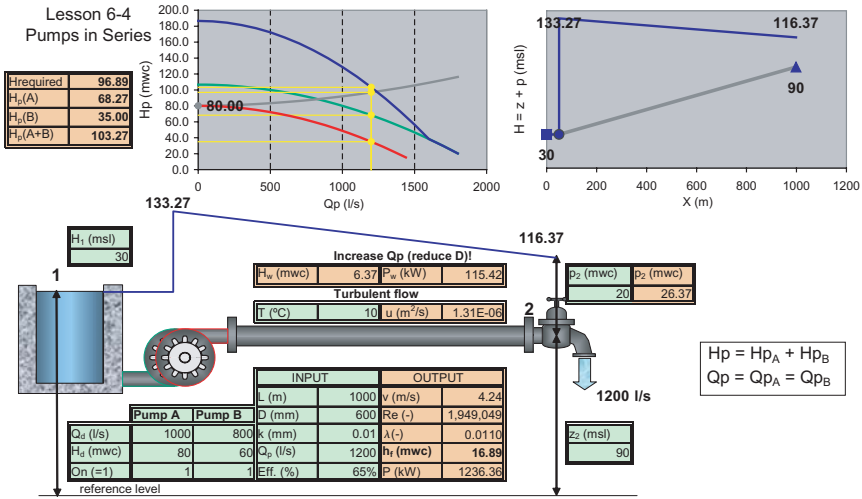 Lesson 6-4
Pumps in Series
Hrequired 96.89
Hp(A) 68.27
Hp(B) 35.00
Hp(A+B) 103.27
Hp (mwc)
200.0
180.0
160.0
140.0
120.0
100.0
80.0
60.0
40.0
20.0
0.0
80.00
0 500 1000 1500 2000
Qp (l/s)
H = z + p (msl)
133.27
116.37
90
30
0 200 400 600 800 1000 1200
X (m)
133.27
116.37
H1 (msl)
30
1
Increase Qp (reduce D)!
Hw (mwc) 6.37 Pw (kW) 115.42
Turbulent flow
T (ºC) 10 u (m²/s) 1.31E-06
p2 (mwc) p2 (mwc)
20 26.37
2
Hp = HpA + HpB
Qp = QpA = QpB
1200 l/s
INPUT OUTPUT
L (m) 1000 v (m/s) 4.24
D (mm) 600 Re (-) 1,949,049
k (mm) 0.01 λ(-) 0.0110
Qp (l/s) 1200 hf (mwc) 16.89
Eff. (%) 65% P (kW) 1236.36
Pump A Pump B
Qd (l/s) 1000 800
Hd (mwc) 80 60
On (=1) 1 1
z2 (msl)
90
reference level